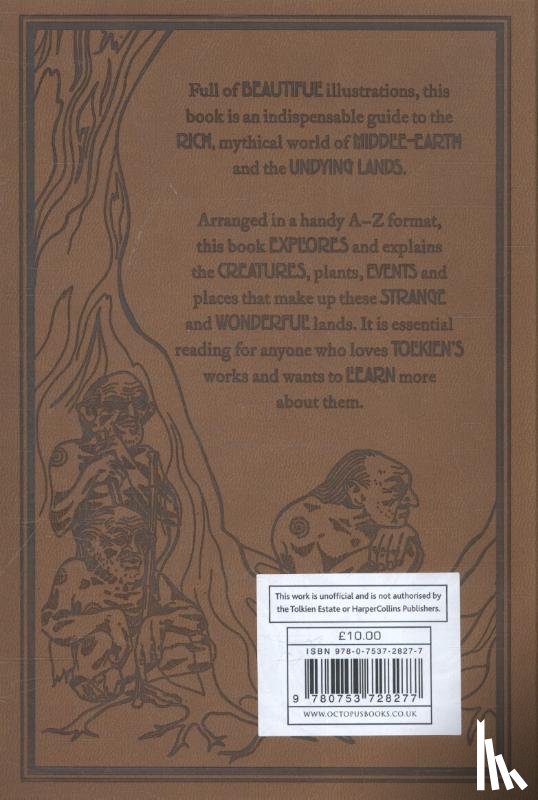 Full of BEAUTIFUL illustrations, this
book is an indispensable guide to the
RICH, mythical world of MIDDLE-EARTH
and the UNDYING LANDS.
Arranged in a handy A–Z format,
this book EXPLORES and explains
the CREATURES, plants, EVENTS and
places that make up these STRANGE
and WONDERFUL lands. It is essential
reading for anyone who loves TOLKIEN'S
works and wants to LEARN more
about them.
This work is unofficial and is not authorised by
the Tolkien Estate or HarperCollins Publishers.
£10.00
ISBN 978-0-7537-2827-7
9 780753 728277
WWW.OCTOPUSBOOKS.CO.UK